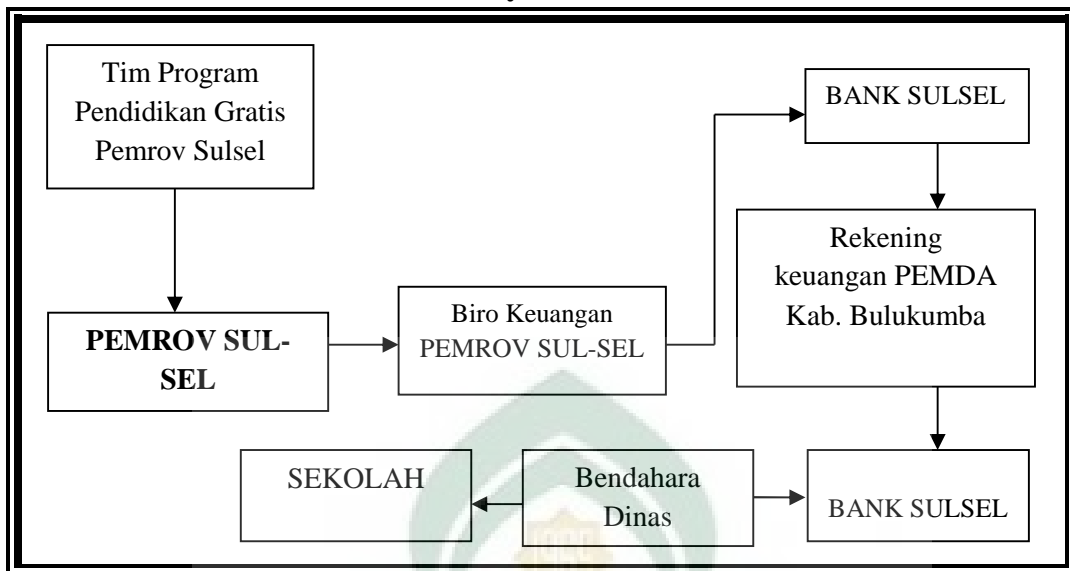 Tim Program
Pendidikan Gratis
Pemrov Sulsel
BANK SULSEL
Rekening
keuangan PEMDA
Kab. Bulukumba
PEMROV SUL-
SEL
Biro Keuangan
PEMROV SUL-SEL
SEKOLAH
Bendahara
Dinas
BANK SULSEL